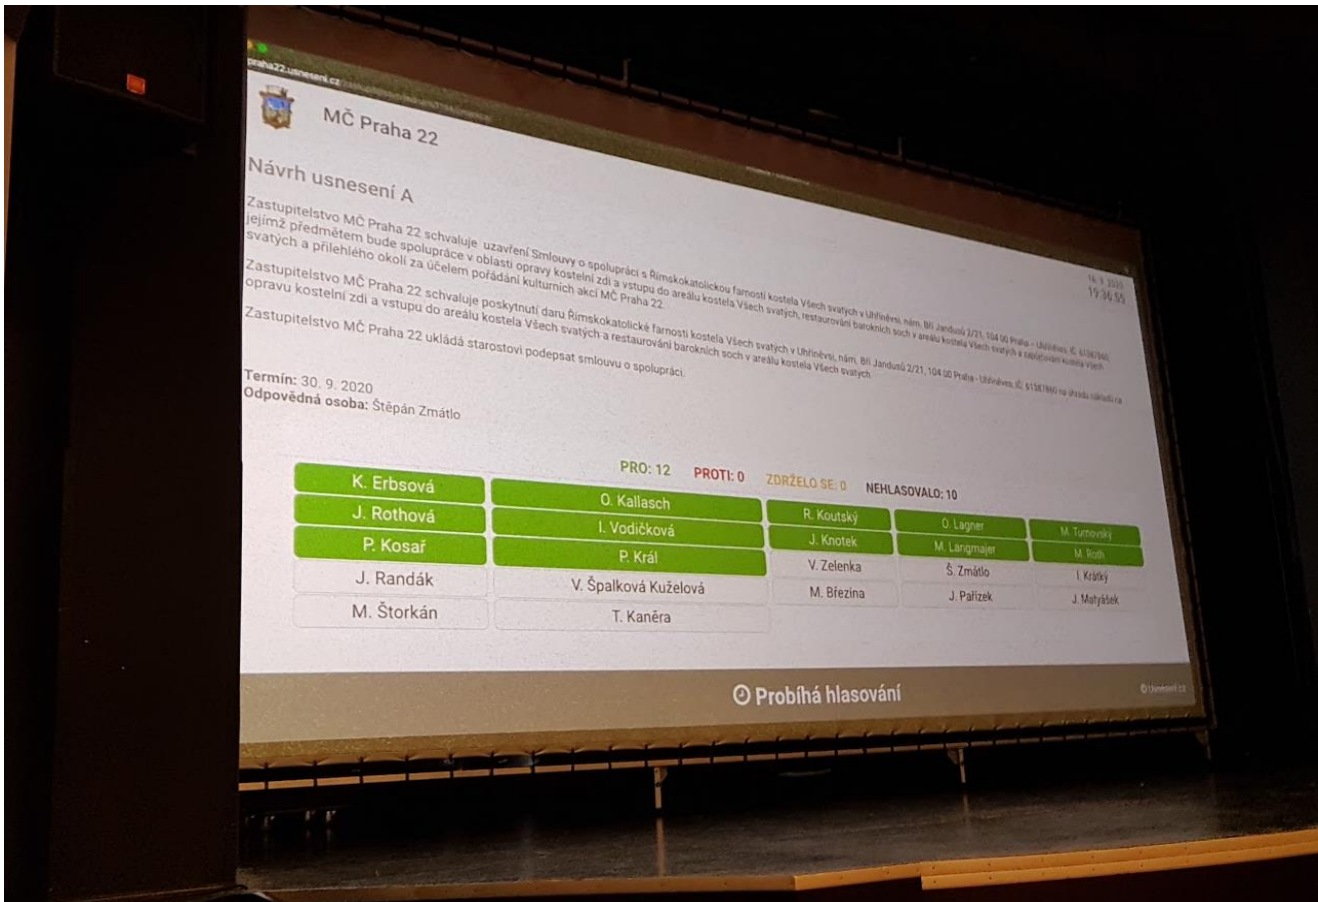 praha22.usneseni.cz
MČ Praha 22
19:36:55
Návrh usnesení A
Zastupitelstvo MČ Praha 22 schvaluje uzavření Smlouvy o spolupráci s Římskokatolickou farností kostela Všech svatých v Uhříněvsi, nám. Bří Jandusů 2/21, 104 00 Praha - Uhříněves,
jejímž předmětem bude spolupráce v oblasti opravy kostelní zdi a vstupu do areálu kostela Všech svatých, restaurování barokních soch v areálu kostela Všech svatých a kostela Všech
svatých a přilehlého okolí za účelem pořádání kulturních akcí MČ Praha 22.
Zastupitelstvo MČ Praha 22 schvaluje poskytnutí daru Římskokatolické farnosti kostela Všech svatých v Uhříněvsi, nám. Bří Jandusů 2/21, 104 00 Praha - Uhříněves, IČ: na úhradu nákladů na
opravu kostelní zdi a vstupu do areálu kostela Všech svatých a restaurování barokních soch v areálu kostela Všech svatých.
Zastupitelstvo MČ Praha 22 ukládá starostovi podepsat smlouvu o spolupráci.
Termín: 30. 9. 2020
Odpovědná osoba: Štěpán Zmátlo
PRO: 12 PROTI: 0 ZDRŽELO SE: 0 NEHLASOVALO: 10
K. Erbsová O. Kallasch R. Koutský O. Lagner M. Turnovský
J. Rothová I. Vodičková J. Knotek M. Langmajer M. Roth
P. Kosař P. Král V. Zelenka Š. Zmátlo I. Krátký
J. Randák V. Špalková Kuželová M. Březina J. Pařízek J. Matyášek
M. Štorkán T. Kaněra
Probíhá hlasování
© Usneseni.cz